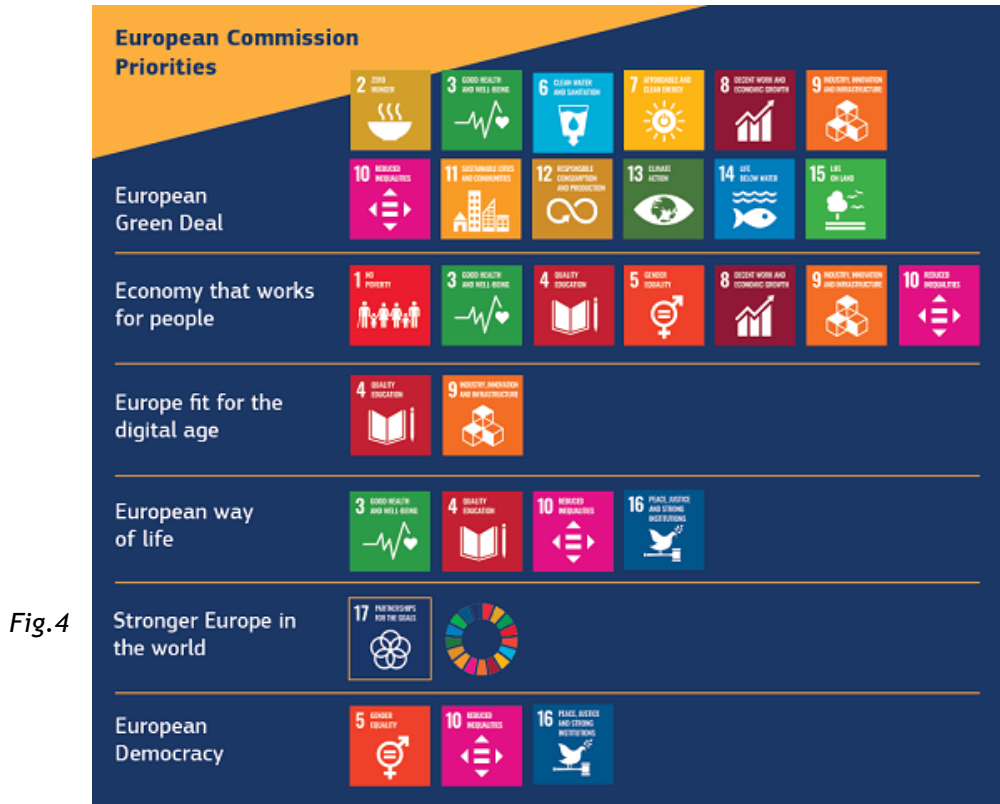 European Commission
Priorities
2 ZERO
HUNGER
3 GOOD HEALTH
AND WELL-BEING
6 CLEAN WATER
AND SANITATION
7 AFFORDABLE AND
CLEAN ENERGY
8 DECENT WORK AND
ECONOMIC GROWTH
9 INDUSTRY, INNOVATION
AND INFRASTRUCTURE
European
Green Deal
10 REDUCED
INEQUALITIES
11 SUSTAINABLE CITIES
AND COMMUNITIES
12 RESPONSIBLE
CONSUMPTION
AND PRODUCTION
13 CLIMATE
ACTION
14 LIFE
BELOW WATER
15 LIFE
ON LAND
Economy that works
for people
1 NO
POVERTY
3 GOOD HEALTH
AND WELL-BEING
4 QUALITY
EDUCATION
5 GENDER
EQUALITY
8 DECENT WORK AND
ECONOMIC GROWTH
9 INDUSTRY, INNOVATION
AND INFRASTRUCTURE
10 REDUCED
INEQUALITIES
Europe fit for the
digital age
4 QUALITY
EDUCATION
9 INDUSTRY, INNOVATION
AND INFRASTRUCTURE
European way
of life
3 GOOD HEALTH
AND WELL-BEING
4 QUALITY
EDUCATION
10 REDUCED
INEQUALITIES
16 PEACE, JUSTICE
AND STRONG
INSTITUTIONS
Fig.4
Stronger Europe in
the world
17 PARTNERSHIPS
FOR THE GOALS
European
Democracy
5 GENDER
EQUALITY
10 REDUCED
INEQUALITIES
16 PEACE, JUSTICE
AND STRONG
INSTITUTIONS